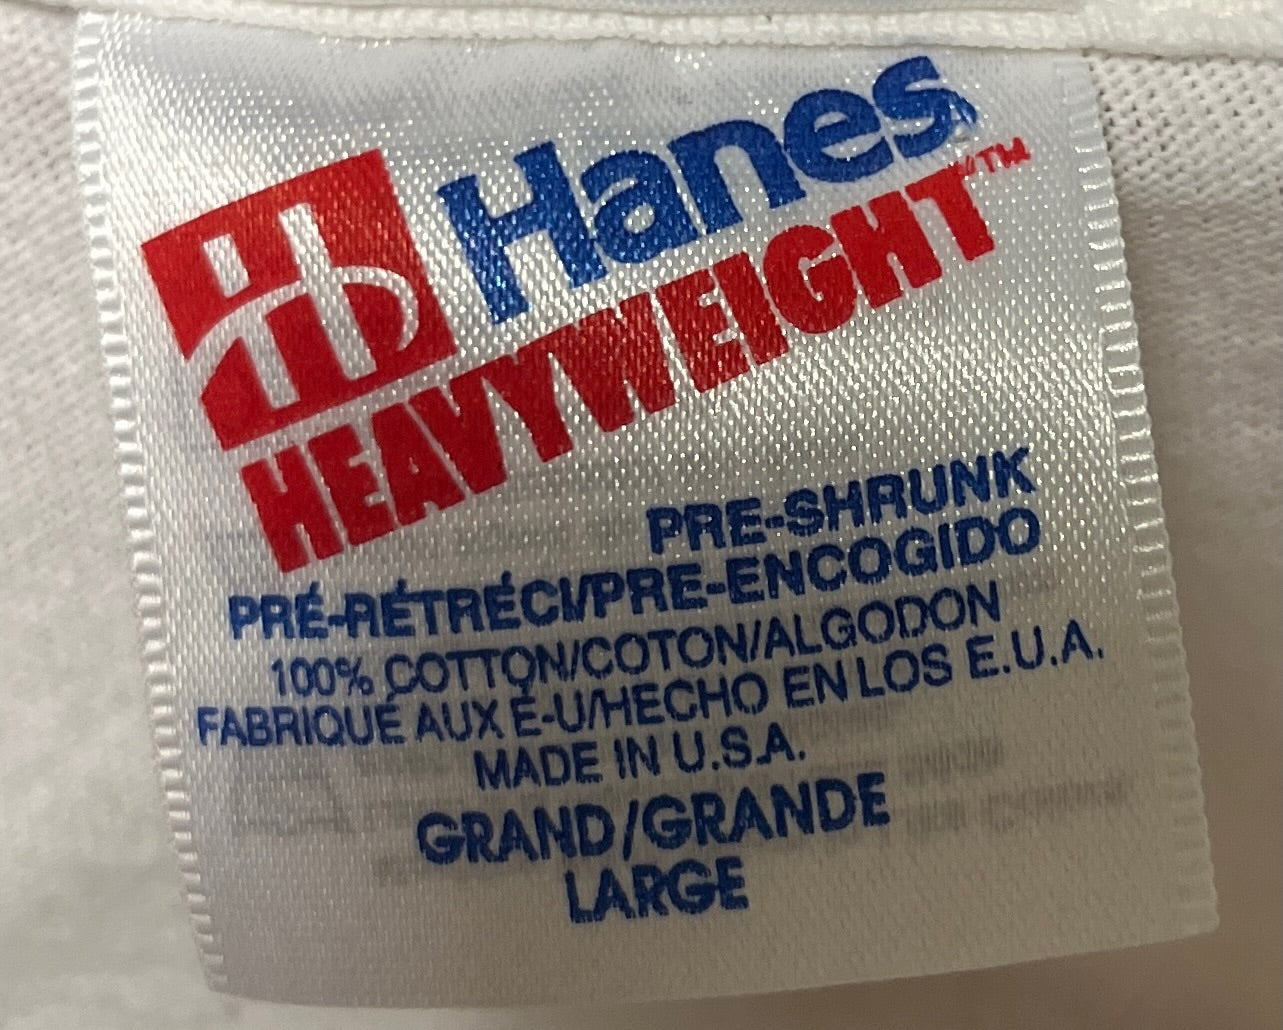 Hanes
HEAVYWEIGHT™
PRE-SHRUNK
PRÉ-RÉTRÉCI/PRE-ENCOGIDO
100% COTTON/COTON/ALGODON
FABRIQUÉ AUX É-U/HECHO EN LOS E.U.A.
MADE IN U.S.A.
GRAND/GRANDE
LARGE